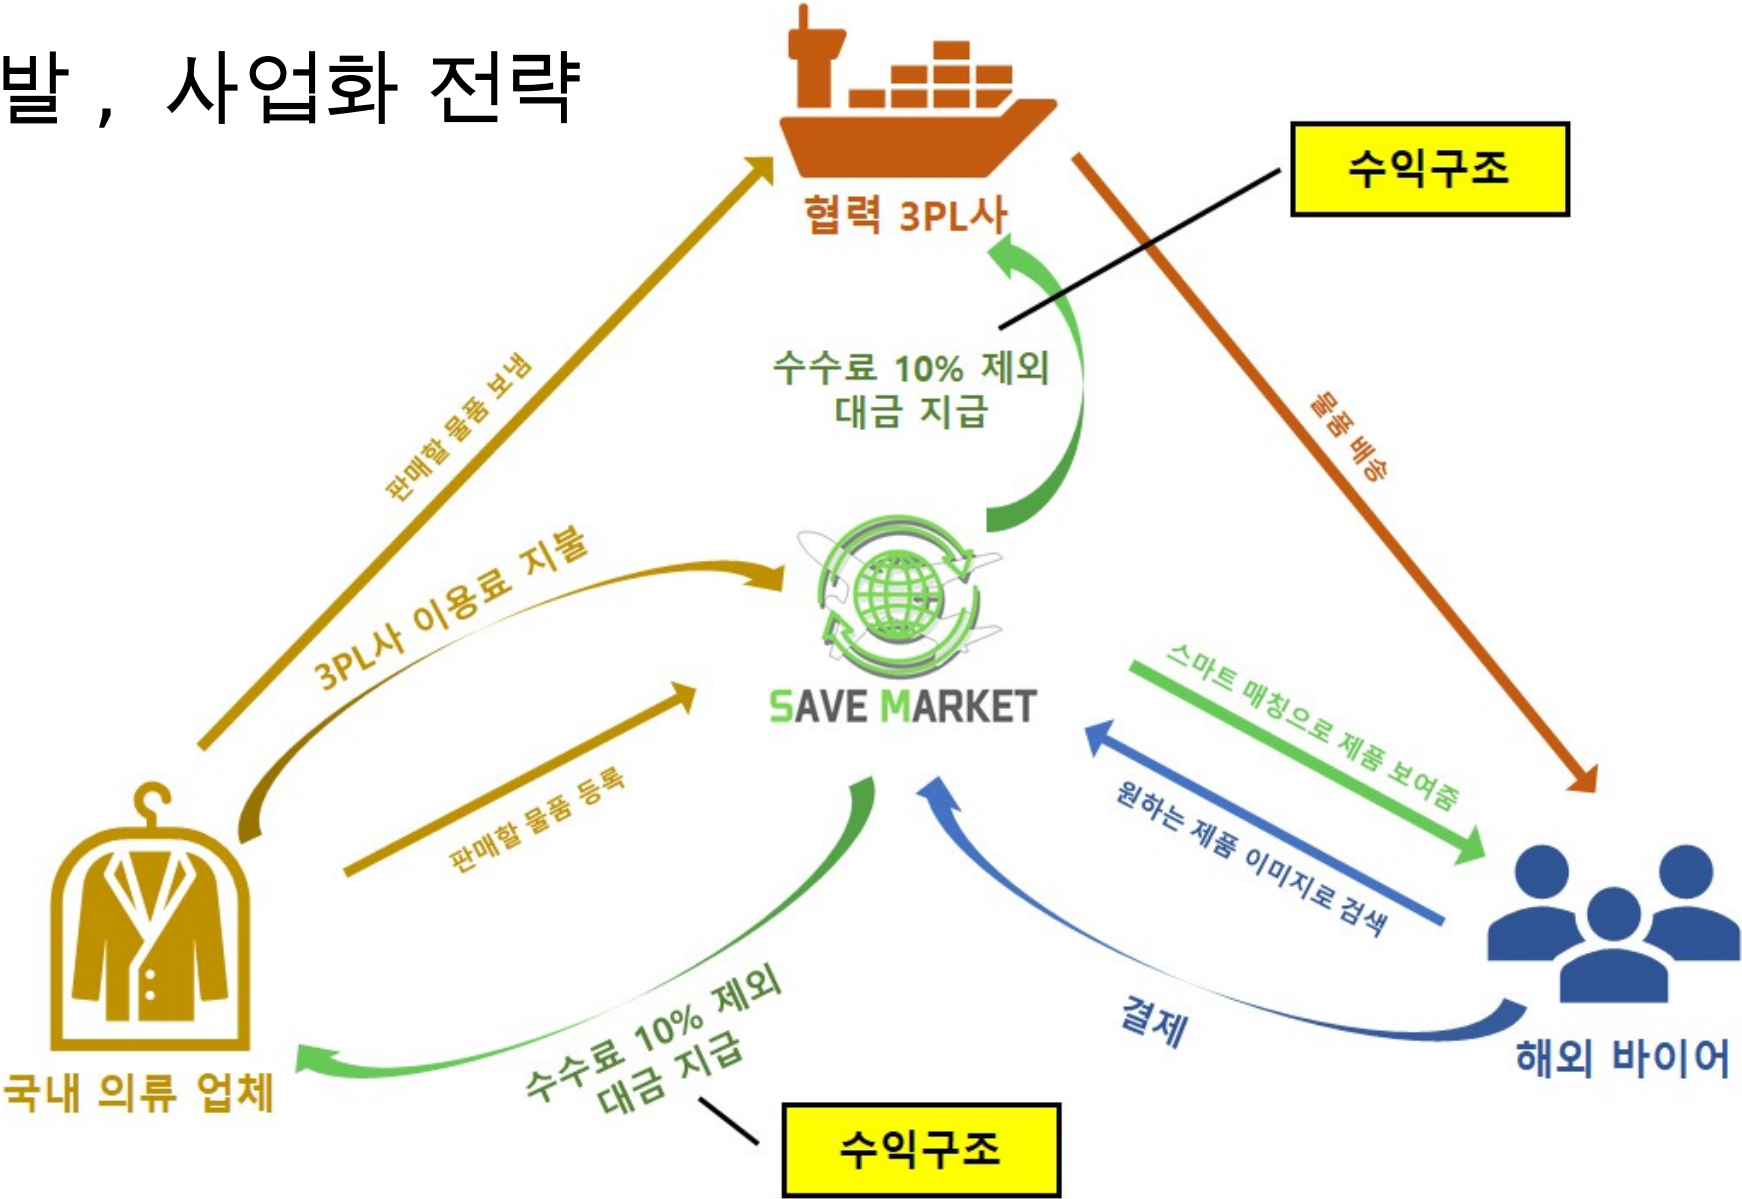 발 , 사업화 전략
수익구조
협력 3PL사
수수료 10% 제외
대금 지급
판매할 물품 보냄
물품 배송
3PL사 이용료 지불
SAVE MARKET
스마트 매칭으로 제품 보여줌
판매할 물품 등록
원하는 제품 이미지로 검색
수수료 10% 제외
대금 지급
결제
해외 바이어
국내 의류 업체
수익구조